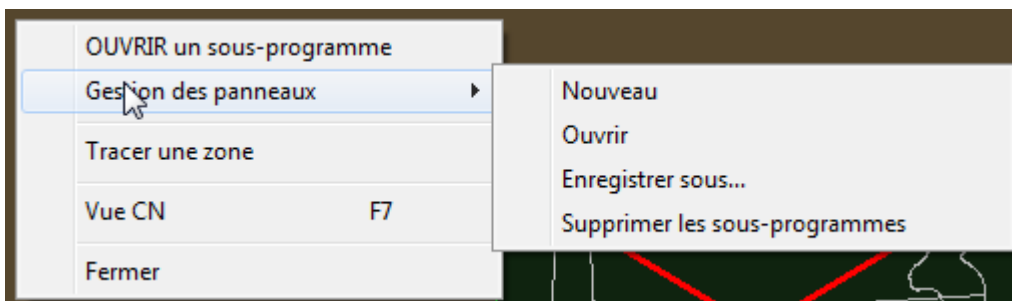 OUVRIR un sous-programme
Gestion des panneaux
Tracer une zone
Vue CN F7
Fermer
Nouveau
Ouvrir
Enregistrer sous...
Supprimer les sous-programmes